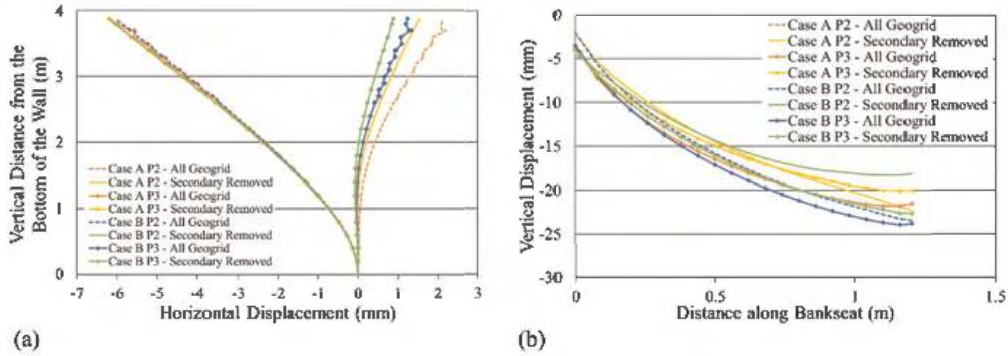 4
3
2
1
0
-7
-6
-5
-4
-3
-2
-1
0
1
2
3
Vertical Distance from the
Bottom of the Wall (m)
Horizontal Displacement (mm)
Case A P2 - All Geogrid
Case A P2 - Secondary Removed
Case A P3 - All Geogrid
Case A P3 - Secondary Removed
Case B P2 - All Geogrid
Case B P2 - Secondary Removed
Case B P3 - All Geogrid
Case B P3 - Secondary Removed
(a)
0
-5
-10
-15
-20
-25
-30
0
0.5
1
1.5
Vertical Displacement (mm)
Distance along Bankseat (m)
Case A P2 - All Geogrid
Case A P2 - Secondary Removed
Case A P3 - All Geogrid
Case A P3 - Secondary Removed
Case B P2 - All Geogrid
Case B P2 - Secondary Removed
Case B P3 - All Geogrid
Case B P3 - Secondary Removed
(b)